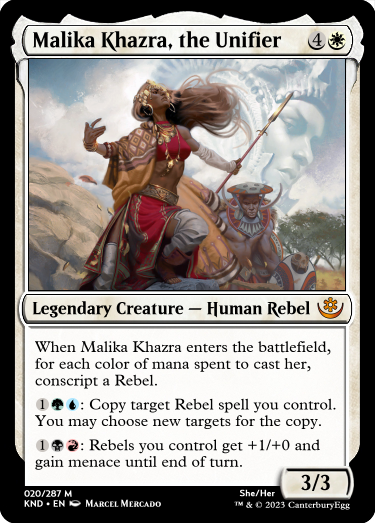 Malika Khazra, the Unifier 4
Legendary Creature — Human Rebel
When Malika Khazra enters the battlefield,
for each color of mana spent to cast her,
conscript a Rebel.
1 : Copy target Rebel spell you control.
You may choose new targets for the copy.
1 : Rebels you control get +1/+0 and
gain menace until end of turn.
3/3
020/287 M She/Her
KND • EN Marcel Mercado ™ & © 2023 CanterburyEgg